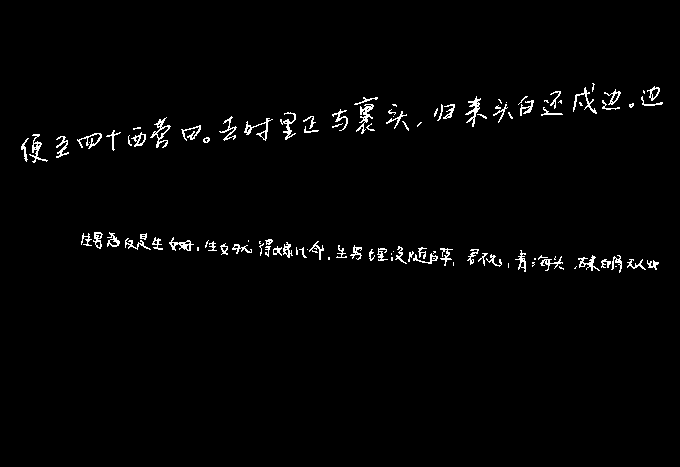 便至四十西营田。去时里正与裹头,归来头白还戍边。边
生男恶反是生女好,生女犹得嫁比邻,生男埋没随百草,君不见,青海头,古来白骨无人收